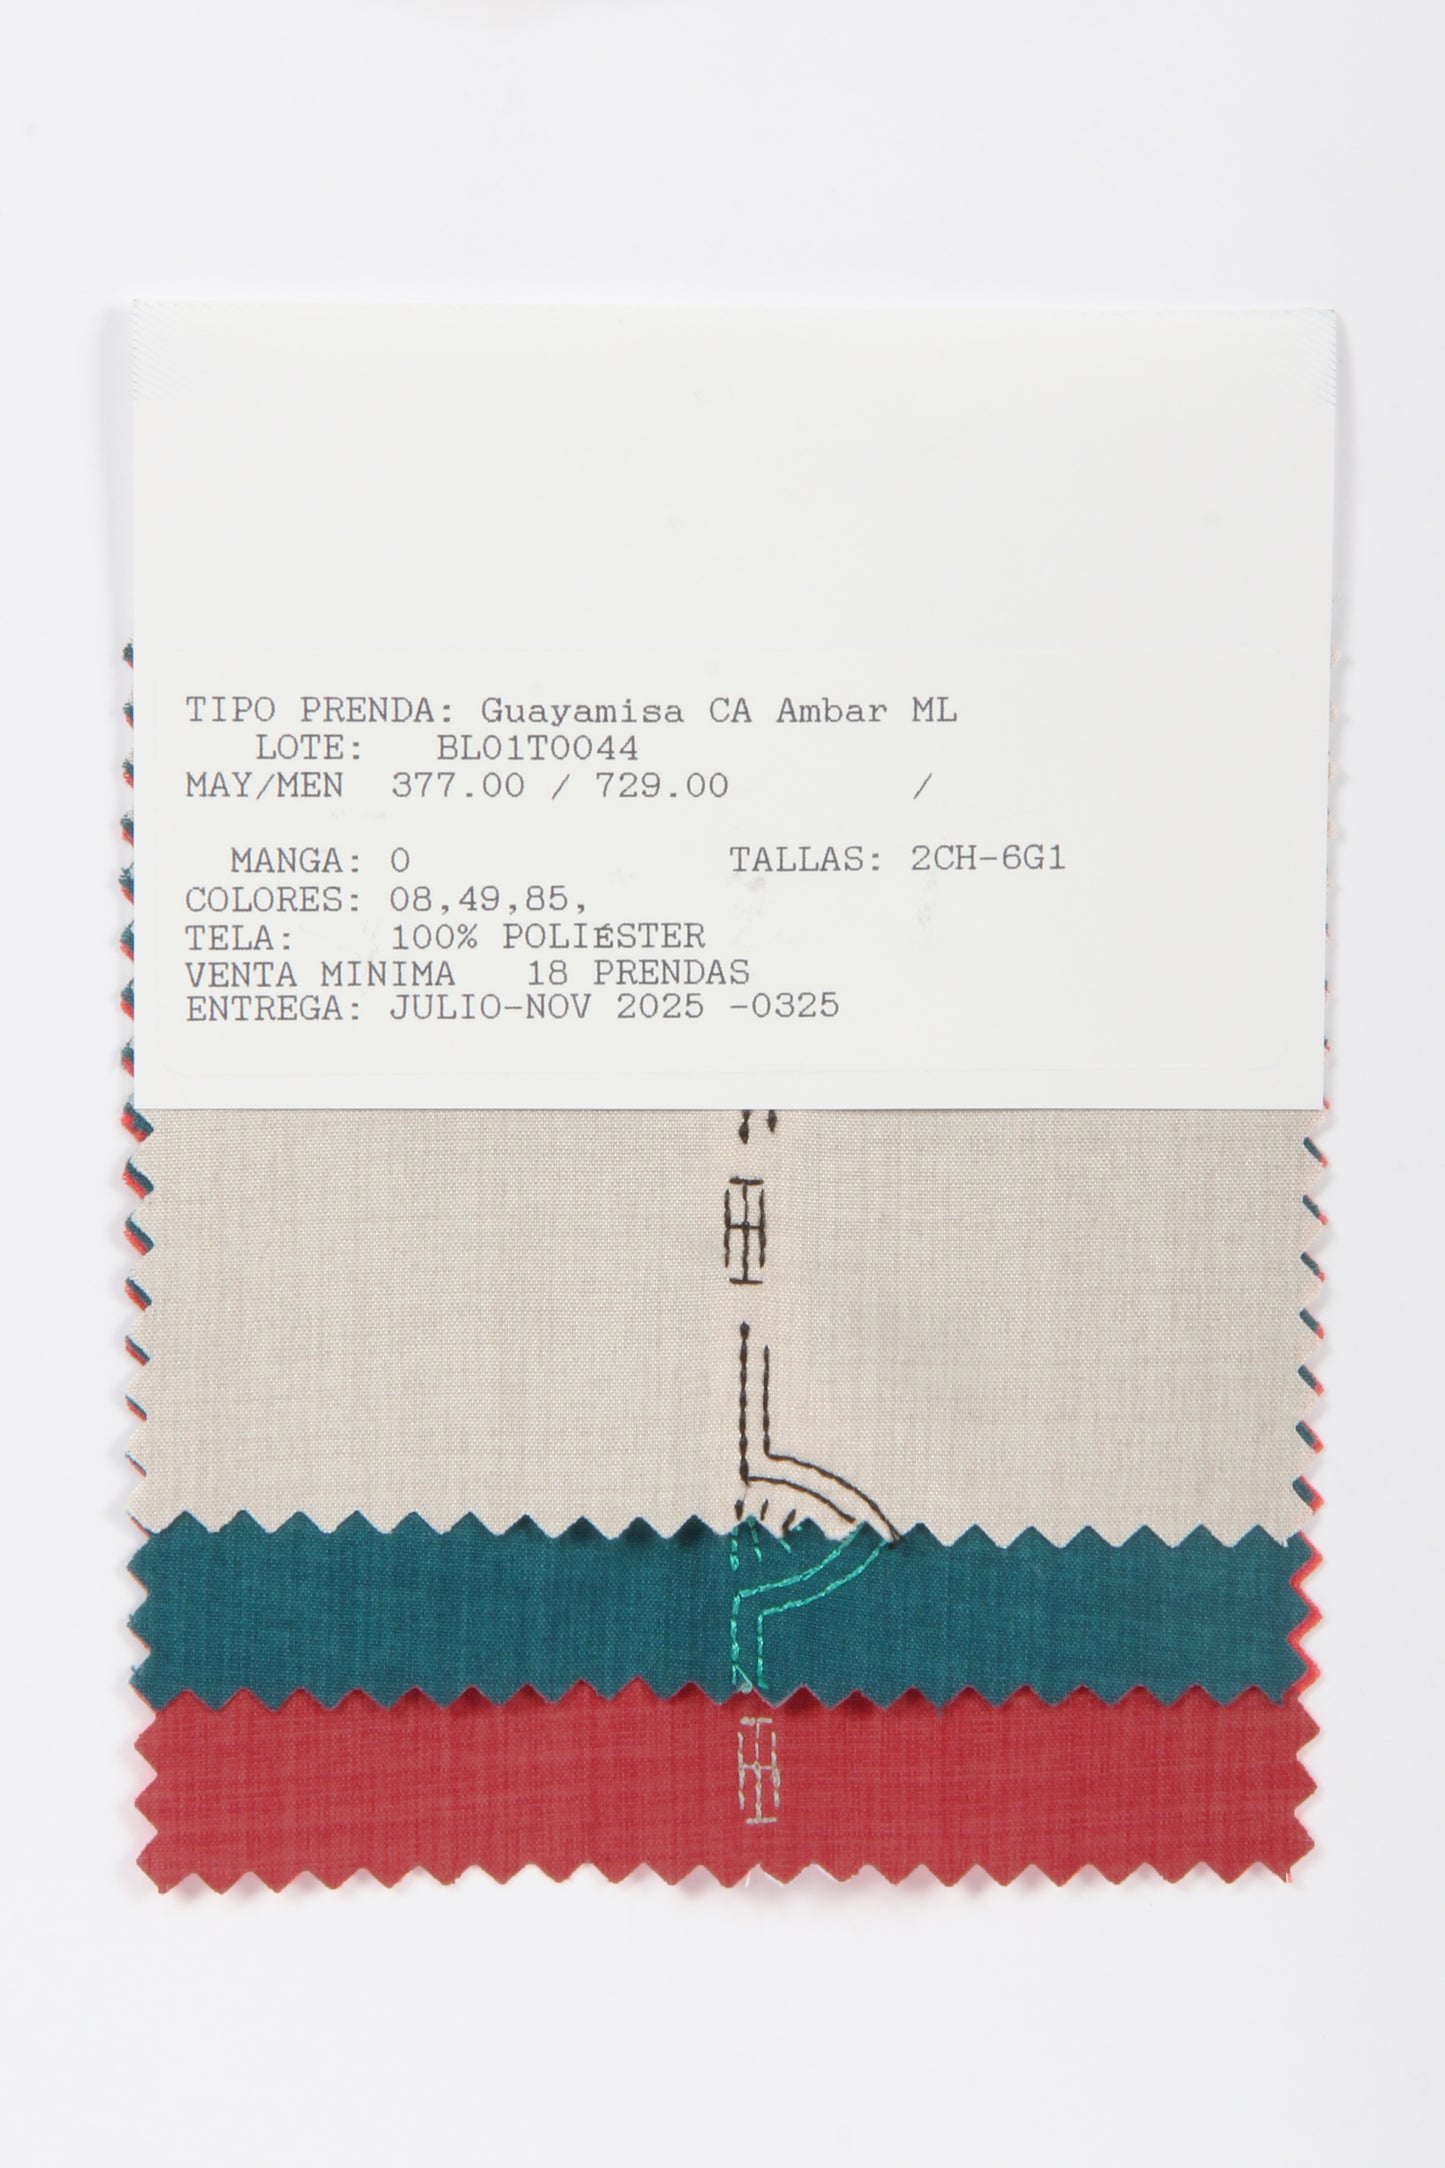 TIPO PRENDA: Guayamisa CA Ambar ML
LOTE: BL01T0044
MAY/MEN 377.00 / 729.00 /
MANGA: 0 TALLAS: 2CH-6G1
COLORES: 08,49,85,
TELA: 100% POLIÉSTER
VENTA MINIMA 18 PRENDAS
ENTREGA: JULIO-NOV 2025 -0325